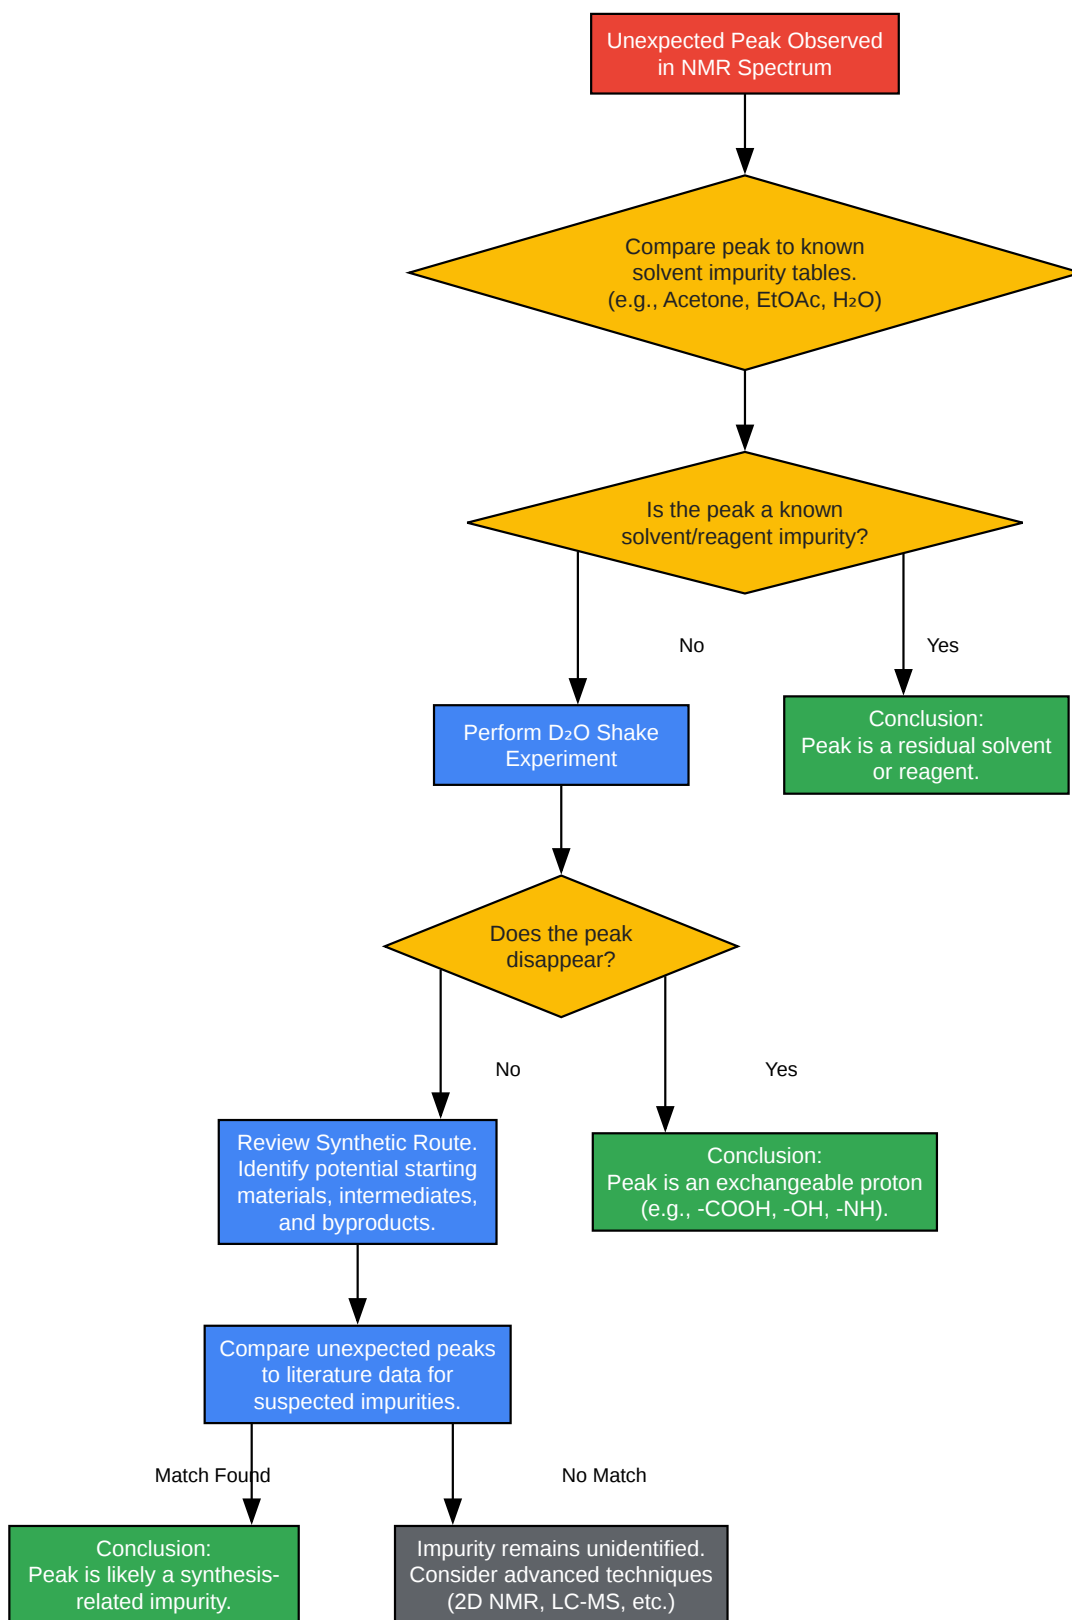 Unexpected Peak Observed
in NMR Spectrum
Compare peak to known
solvent impurity tables.
(e.g., Acetone, EtOAc, H₂O)
Is the peak a known
solvent/reagent impurity?
No
Yes
Perform D₂O Shake
Experiment
Conclusion:
Peak is a residual solvent
or reagent.
Does the peak
disappear?
No
Yes
Review Synthetic Route.
Identify potential starting
materials, intermediates,
and byproducts.
Conclusion:
Peak is an exchangeable proton
(e.g., -COOH, -OH, -NH).
Compare unexpected peaks
to literature data for
suspected impurities.
Match Found
No Match
Conclusion:
Peak is likely a synthesis-
related impurity.
Impurity remains unidentified.
Consider advanced techniques
(2D NMR, LC-MS, etc.)